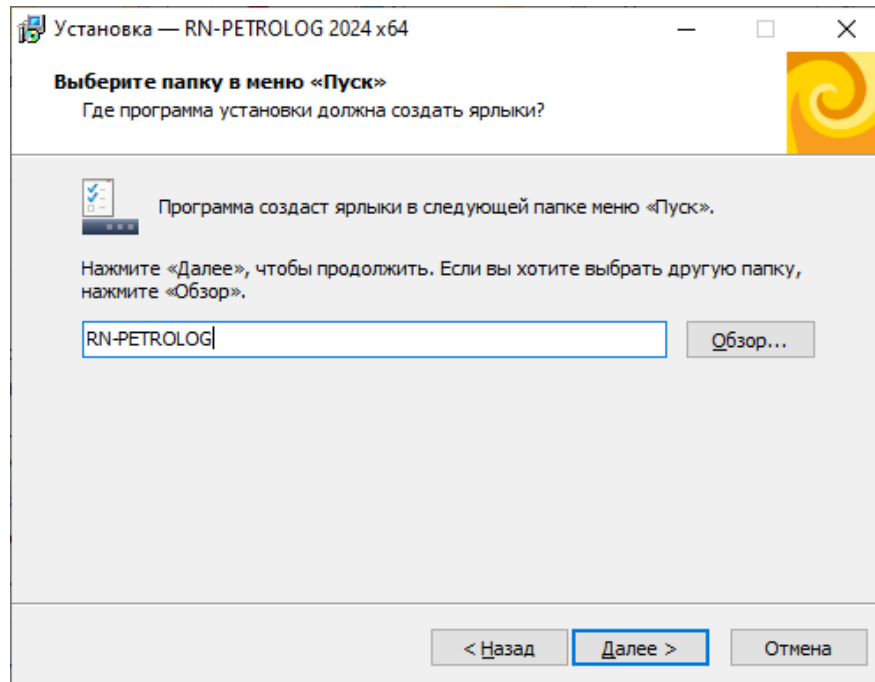 Установка — RN-PETROLOG 2024 x64
Выберите папку в меню «Пуск»
Где программа установки должна создать ярлыки?
Программа создаст ярлыки в следующей папке меню «Пуск».
Нажмите «Далее», чтобы продолжить. Если вы хотите выбрать другую папку,
нажмите «Обзор».
RN-PETROLOG
Обзор...
< Назад
Далее >
Отмена